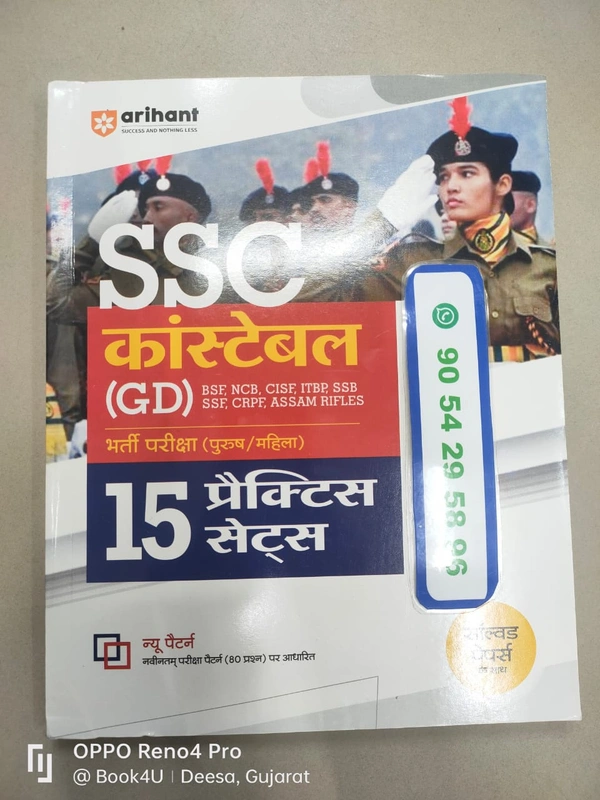 arihant
SUCCESS AND NOTHING LESS
SSC
कांस्टेबल
(GD) BSF, NCB, CISF, ITBP, SSB
SSF, CRPF, ASSAM RIFLES
भर्ती परीक्षा (पुरुष/महिला)
15 प्रैक्टिस
सेट्स
90 54 29 58 96
न्यू पैटर्न
नवीनतम् परीक्षा पैटर्न (80 प्रश्न) पर आधारित
सॉल्वड
पेपर्स
OPPO Reno4 Pro
@ Book4U | Deesa, Gujarat